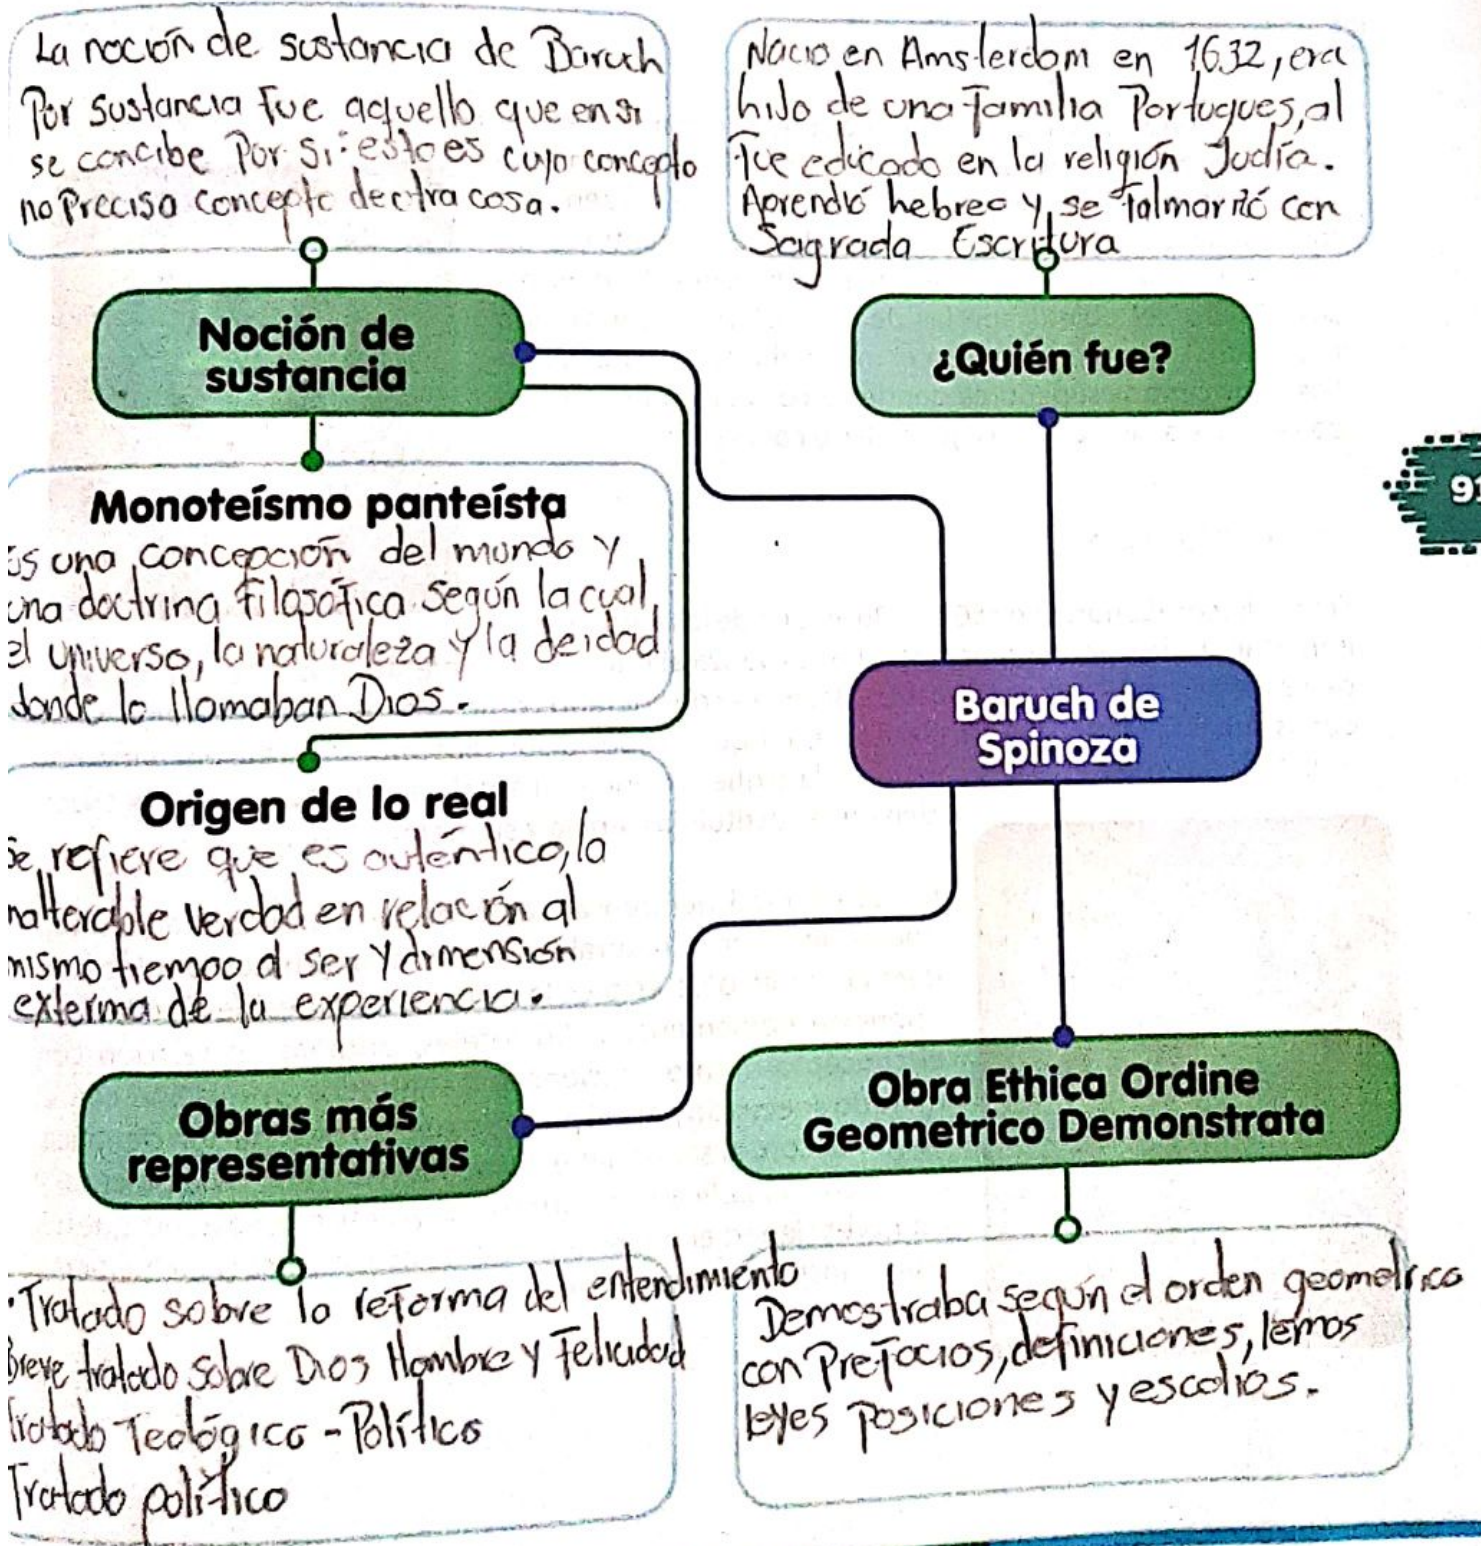 La noción de sustancia de Baruch
Por sustancia fue aquello que en si
se concibe Por si: esto es cuyo concepto
no Precisa concepto de otra cosa.
Nacio en Amsterdam en 1632, era
hijo de una familia Portugues, al
fue educado en la religión Judía.
Aprendió hebreo y se falmarizó con
Sagrada Escritura
Noción de
sustancia
¿Quién fue?
Monoteísmo panteísta
es una concepción del mundo y
una doctrina filosófica según la cual,
el universo, la naturaleza y la deidad
donde lo llamaban Dios.
91
Baruch de
Spinoza
Origen de lo real
Se refiere que es auténtico, la
nalterable verdad en relación al
mismo tiempo al ser y dimensión
externa de la experiencia.
Obras más
representativas
Obra Ethica Ordine
Geometrico Demonstrata
·Tratado sobre la reforma del entendimiento
Breve tratado sobre Dios Hombre y Felicidad
Tratado Teológico - Político
Tratado político
Demostraba según el orden geometrico
con Prefacios, definiciones, lemas
leyes Posiciones y escolios.